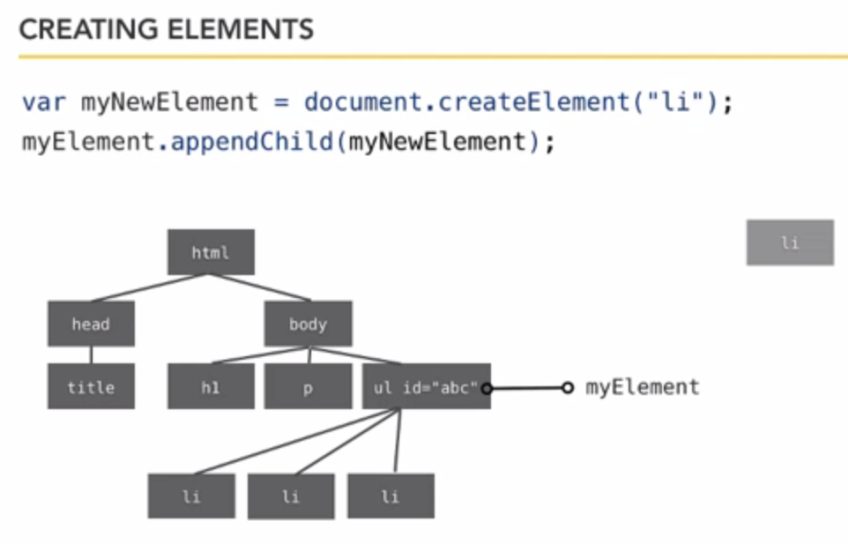 CREATING ELEMENTS
var myNewElement = document.createElement("li");
myElement.appendChild(myNewElement);
li
html
head
body
title
h1
p
ul id="abc"
myElement
li
li
li